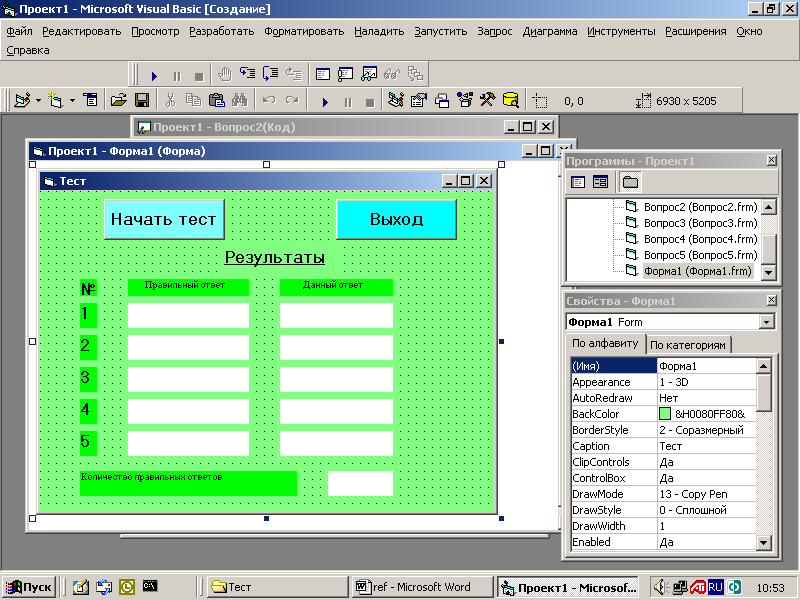 Проект1 - Microsoft Visual Basic [Создание]
Файл Редактировать Просмотр Разработать Форматировать Наладить Запустить Запрос Диаграмма Инструменты Расширения Окно
Справка
0, 0 6930 x 5205
Проект1 - Вопрос2(Код)
Проект1 - Форма1 (Форма)
Тест
Начать тест Выход
Результаты
№ Правильный ответ Данный ответ
1
2
3
4
5
Количество правильных ответов
Программы - Проект1
Вопрос2 (Вопрос2.frm)
Вопрос3 (Вопрос3.frm)
Вопрос4 (Вопрос4.frm)
Вопрос5 (Вопрос5.frm)
Форма1 (Форма1.frm)
Свойства - Форма1
Форма1 Form
По алфавиту По категориям
(Имя) Форма1
Appearance 1 - 3D
AutoRedraw Нет
BackColor &H0080FF80&
BorderStyle 2 - Соразмерный
Caption Тест
ClipControls Да
ControlBox Да
DrawMode 13 - Copy Pen
DrawStyle 0 - Сплошной
DrawWidth 1
Enabled Да
Пуск Тест ref - Microsoft Word Проект1 - Microsof... RU 10:53